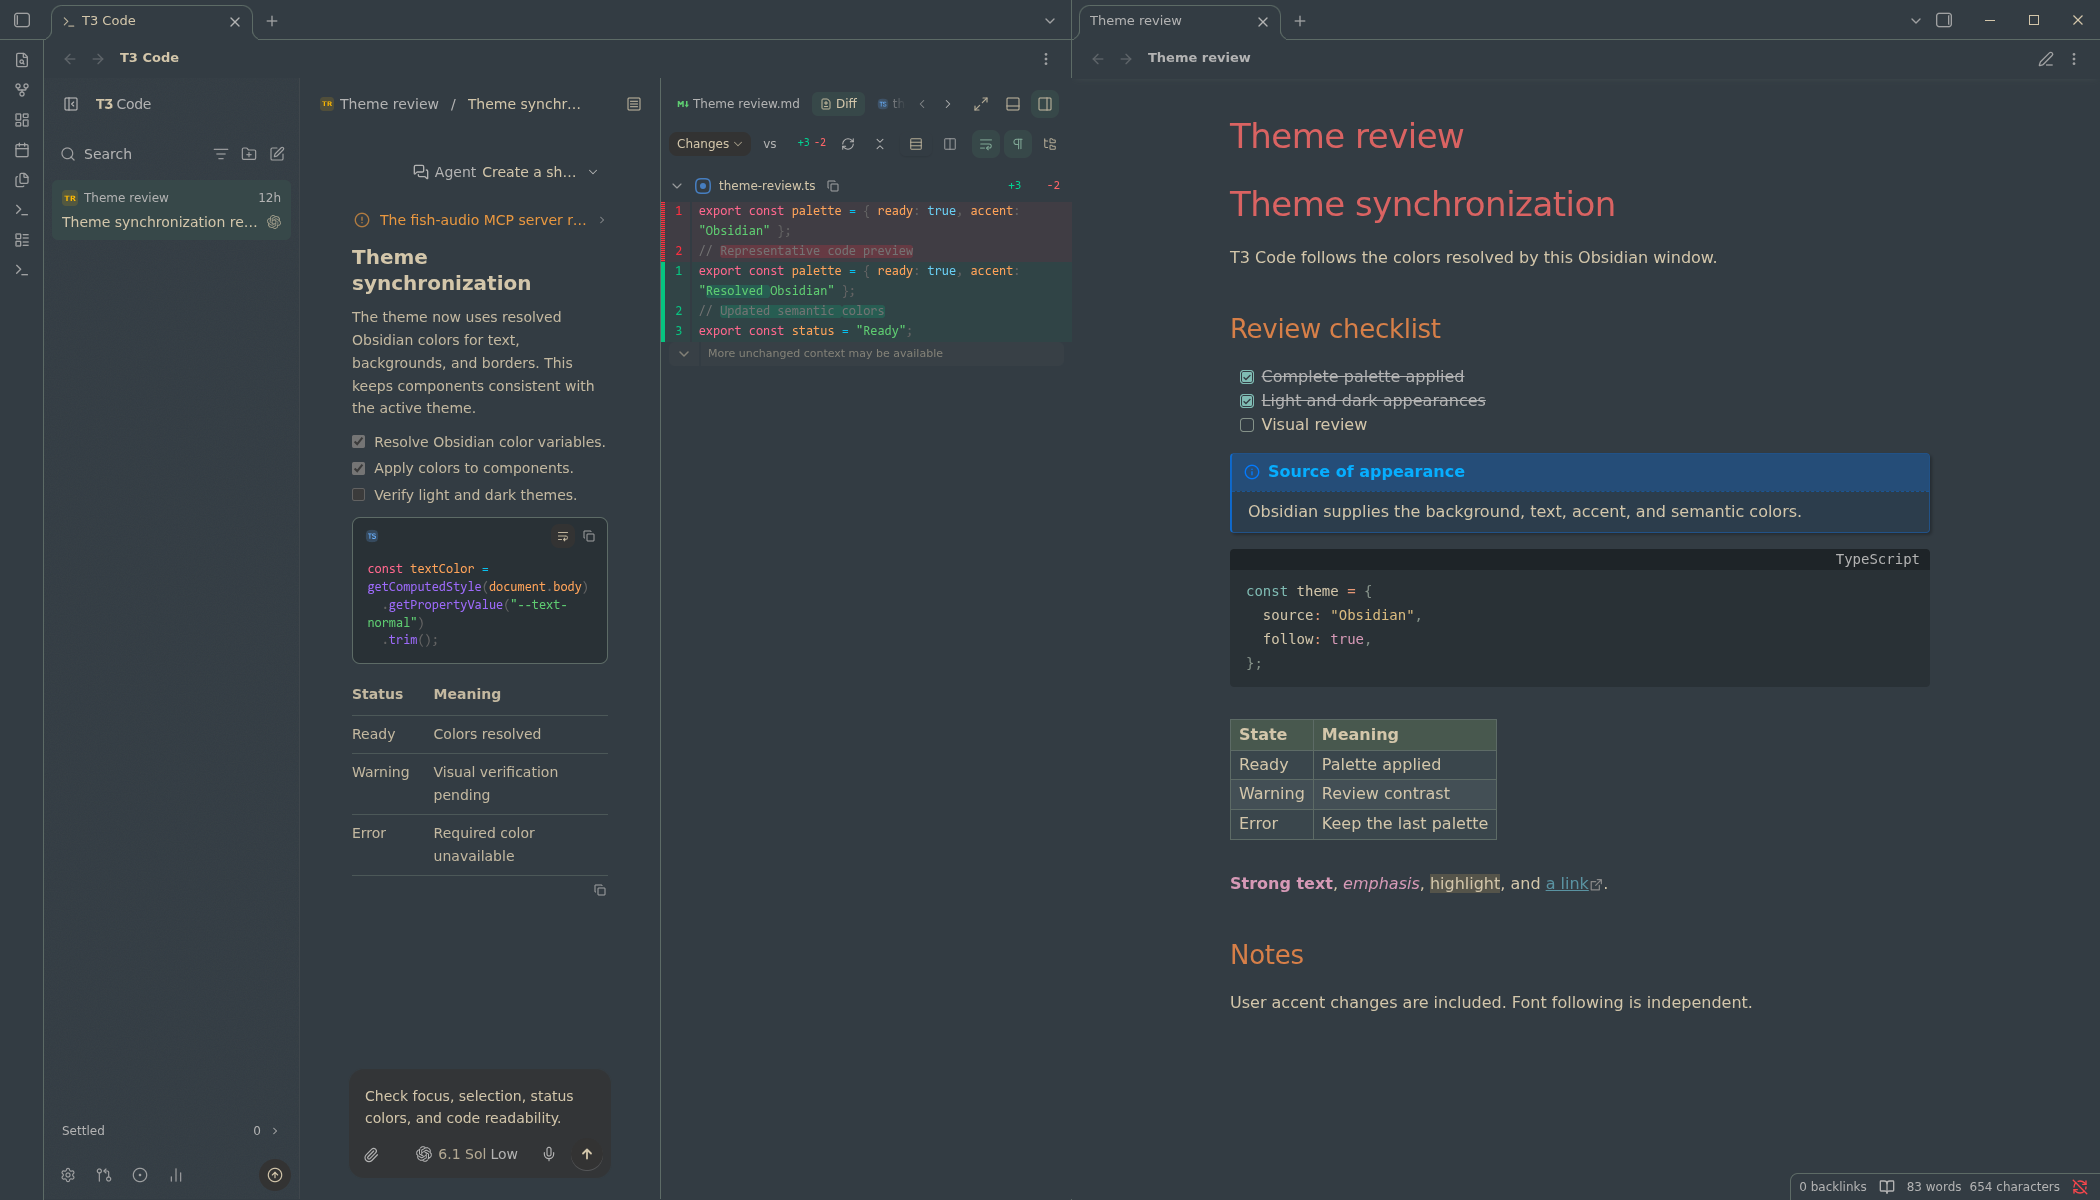 T3 Code
Theme review
T3 Code
Theme review
T3 Code
Search
TR Theme review 12h
Theme synchronization re...
Settled 0
TR Theme review / Theme synchr...
Agent Create a sh...
The fish-audio MCP server r...
Theme
synchronization
The theme now uses resolved
Obsidian colors for text,
backgrounds, and borders. This
keeps components consistent with
the active theme.
Resolve Obsidian color variables.
Apply colors to components.
Verify light and dark themes.
TS
const textColor =
getComputedStyle(document.body)
.getPropertyValue("--text-
normal")
.trim();
Status Meaning
Ready Colors resolved
Warning Visual verification
pending
Error Required color
unavailable
Check focus, selection, status
colors, and code readability.
6.1 Sol Low
M↓ Theme review.md Diff TS th
Changes vs +3 -2
theme-review.ts +3 -2
1 export const palette = { ready: true, accent:
"Obsidian" };
2 // Representative code preview
1 export const palette = { ready: true, accent:
"Resolved Obsidian" };
2 // Updated semantic colors
3 export const status = "Ready";
More unchanged context may be available
Theme review
Theme synchronization
T3 Code follows the colors resolved by this Obsidian window.
Review checklist
Complete palette applied
Light and dark appearances
Visual review
Source of appearance
Obsidian supplies the background, text, accent, and semantic colors.
TypeScript
const theme = {
source: "Obsidian",
follow: true,
};
State Meaning
Ready Palette applied
Warning Review contrast
Error Keep the last palette
Strong text, emphasis, highlight, and a link.
Notes
User accent changes are included. Font following is independent.
0 backlinks 83 words 654 characters